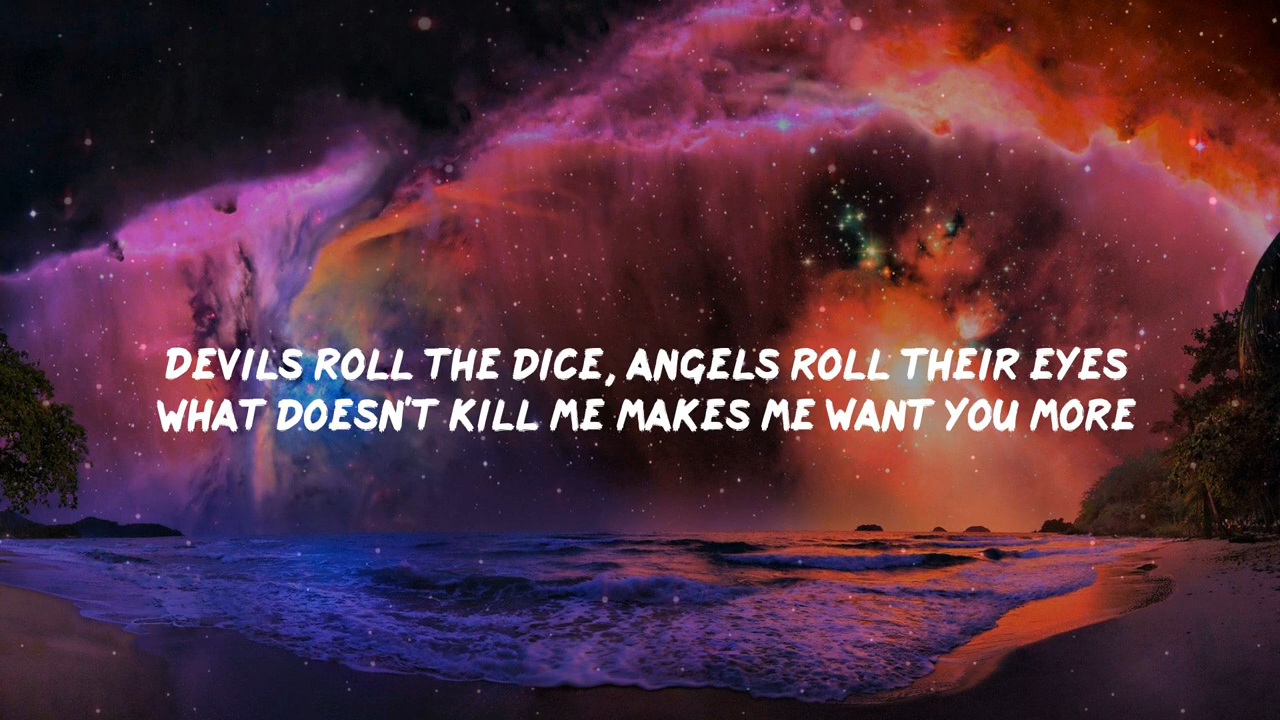 DEVILS ROLL THE DICE, ANGELS ROLL THEIR EYES
WHAT DOESN'T KILL ME MAKES ME WANT YOU MORE